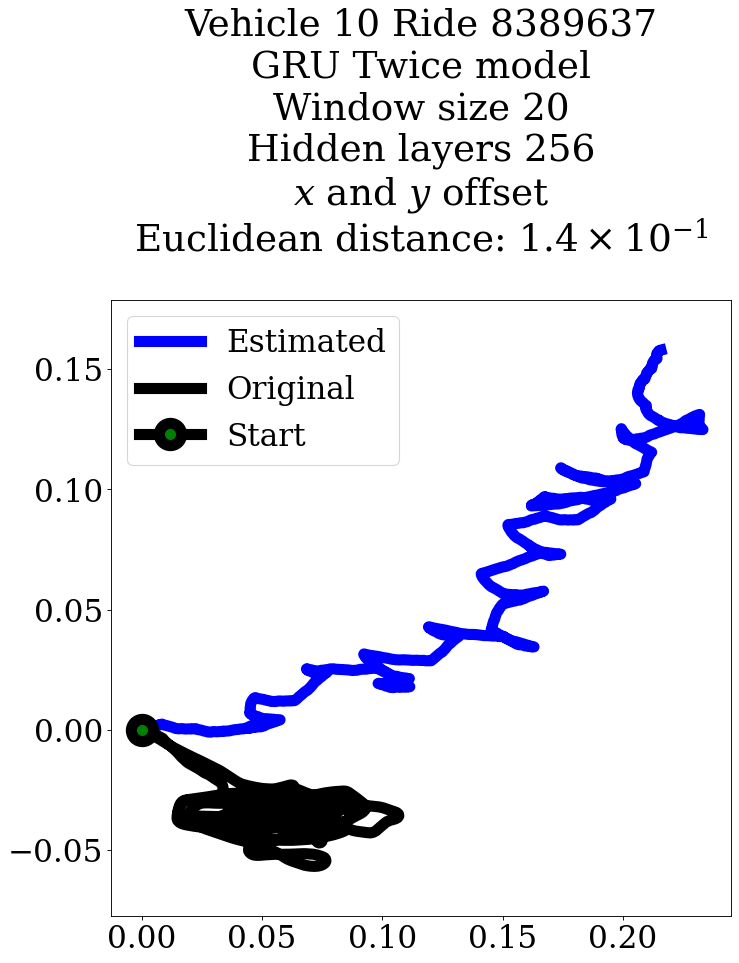 Vehicle 10 Ride 8389637
GRU Twice model
Window size 20
Hidden layers 256
x and y offset
Euclidean distance: 1.4 × 10⁻¹
Estimated
Original
Start
0.15
0.10
0.05
0.00
−0.05
0.00 0.05 0.10 0.15 0.20